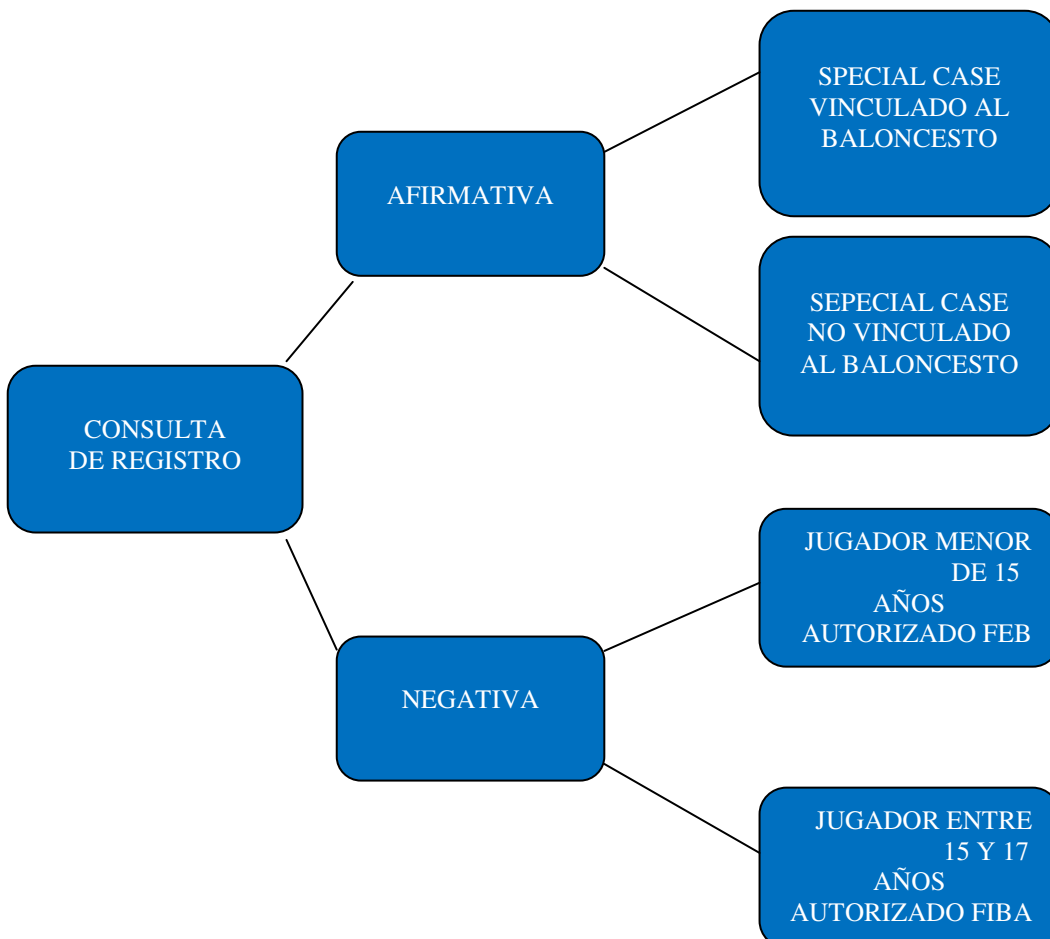 SPECIAL CASE
VINCULADO AL
BALONCESTO
AFIRMATIVA
SEPECIAL CASE
NO VINCULADO
AL BALONCESTO
CONSULTA
DE REGISTRO
JUGADOR MENOR
DE 15
AÑOS
AUTORIZADO FEB
NEGATIVA
JUGADOR ENTRE
15 Y 17
AÑOS
AUTORIZADO FIBA